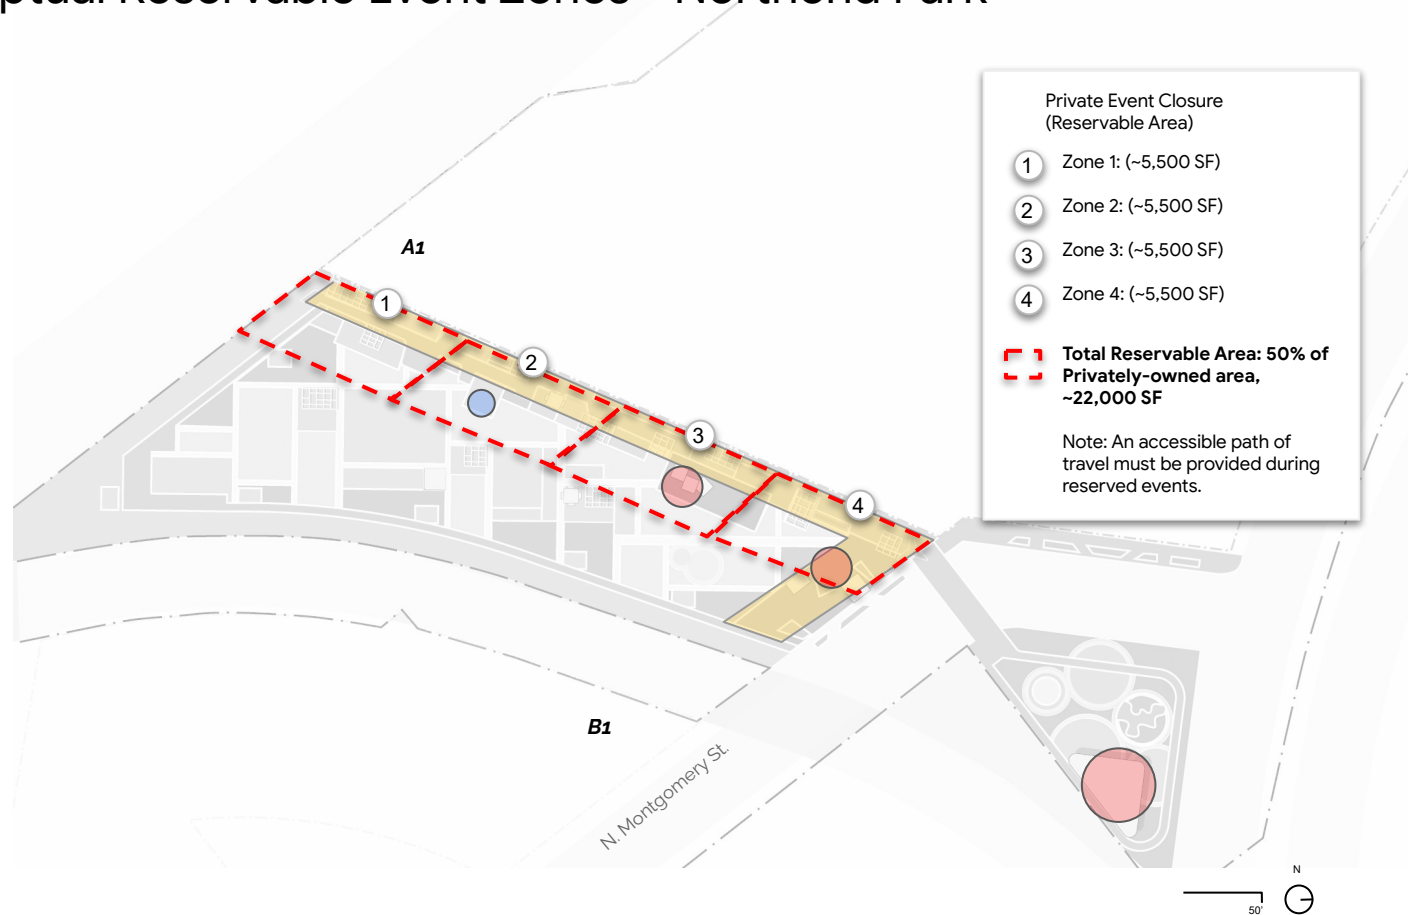 Private Event Closure
(Reservable Area)
1 Zone 1: (~5,500 SF)
2 Zone 2: (~5,500 SF)
3 Zone 3: (~5,500 SF)
4 Zone 4: (~5,500 SF)
Total Reservable Area: 50% of
Privately-owned area,
~22,000 SF
Note: An accessible path of
travel must be provided during
reserved events.
A1
1
2
3
4
B1
N. Montgomery St.
N
50'